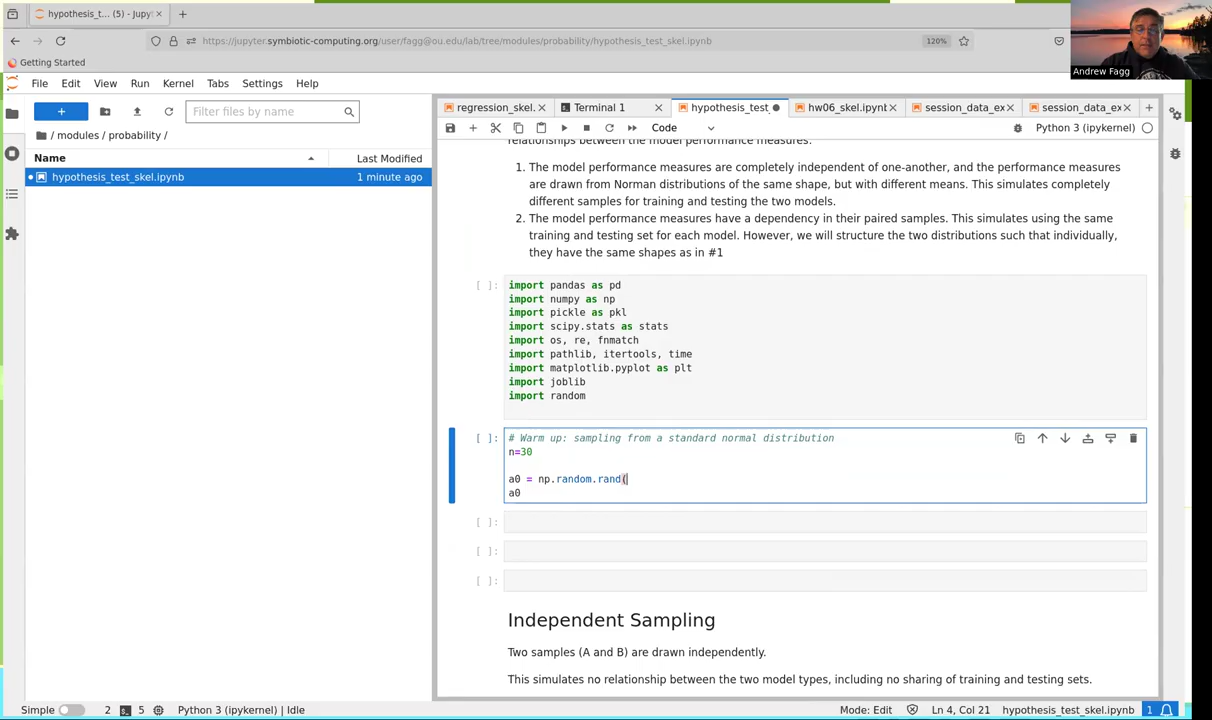 hypothesis_t... (5) - Jupyt
https://jupyter.symbiotic-computing.org/user/fagg@ou.edu/lab/tree/modules/probability/hypothesis_test_skel.ipynb
120%
Getting Started
Andrew Fagg
File Edit View Run Kernel Tabs Settings Help
Filter files by name
/ modules / probability /
Name Last Modified
hypothesis_test_skel.ipynb 1 minute ago
regression_skel. Terminal 1 hypothesis_test_ hw06_skel.ipynt session_data_ex session_data_ex
Code Python 3 (ipykernel)
relationships between the model performance measures:
1. The model performance measures are completely independent of one-another, and the performance measures
are drawn from Norman distributions of the same shape, but with different means. This simulates completely
different samples for training and testing the two models.
2. The model performance measures have a dependency in their paired samples. This simulates using the same
training and testing set for each model. However, we will structure the two distributions such that individually,
they have the same shapes as in #1
[ ]: import pandas as pd
import numpy as np
import pickle as pkl
import scipy.stats as stats
import os, re, fnmatch
import pathlib, itertools, time
import matplotlib.pyplot as plt
import joblib
import random
[ ]: # Warm up: sampling from a standard normal distribution
n=30
a0 = np.random.rand(
a0
[ ]:
[ ]:
[ ]:
Independent Sampling
Two samples (A and B) are drawn independently.
This simulates no relationship between the two model types, including no sharing of training and testing sets.
Simple 2 5 Python 3 (ipykernel) | Idle Mode: Edit Ln 4, Col 21 hypothesis_test_skel.ipynb 1